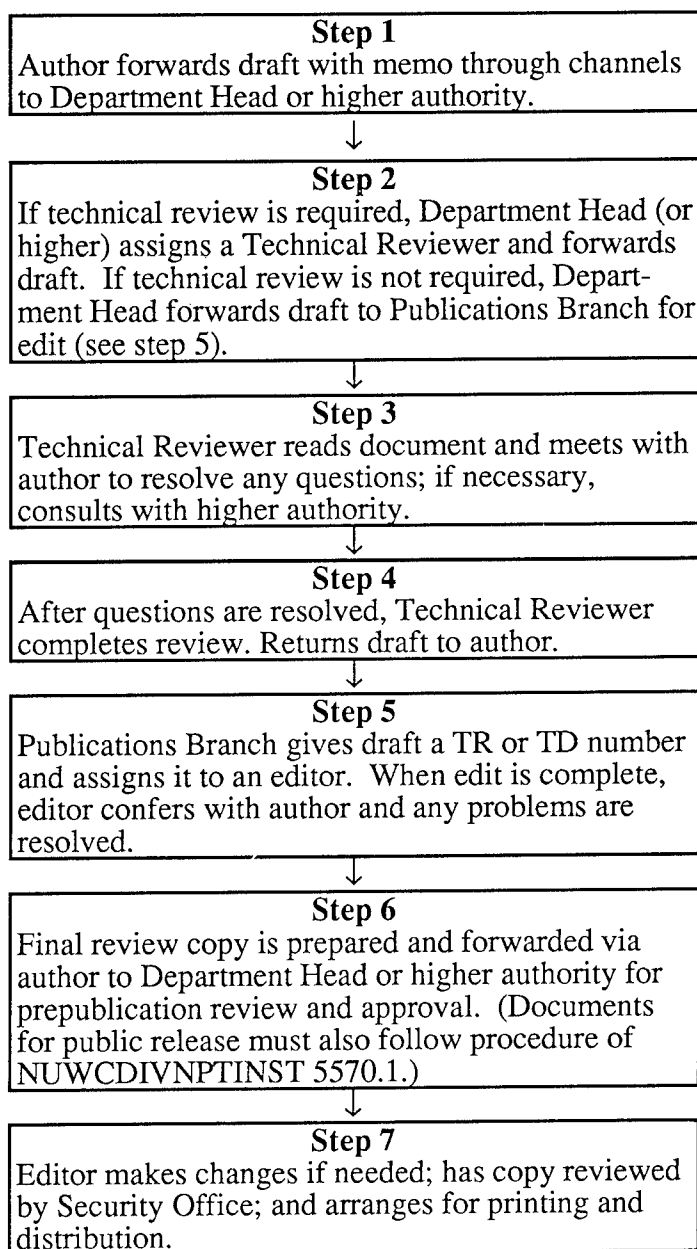 Step 1
Author forwards draft with memo through channels
to Department Head or higher authority.
↓
Step 2
If technical review is required, Department Head (or
higher) assigns a Technical Reviewer and forwards
draft. If technical review is not required, Depart-
ment Head forwards draft to Publications Branch for
edit (see step 5).
↓
Step 3
Technical Reviewer reads document and meets with
author to resolve any questions; if necessary,
consults with higher authority.
↓
Step 4
After questions are resolved, Technical Reviewer
completes review. Returns draft to author.
↓
Step 5
Publications Branch gives draft a TR or TD number
and assigns it to an editor. When edit is complete,
editor confers with author and any problems are
resolved.
↓
Step 6
Final review copy is prepared and forwarded via
author to Department Head or higher authority for
prepublication review and approval. (Documents
for public release must also follow procedure of
NUWCDIVNPTINST 5570.1.)
↓
Step 7
Editor makes changes if needed; has copy reviewed
by Security Office; and arranges for printing and
distribution.